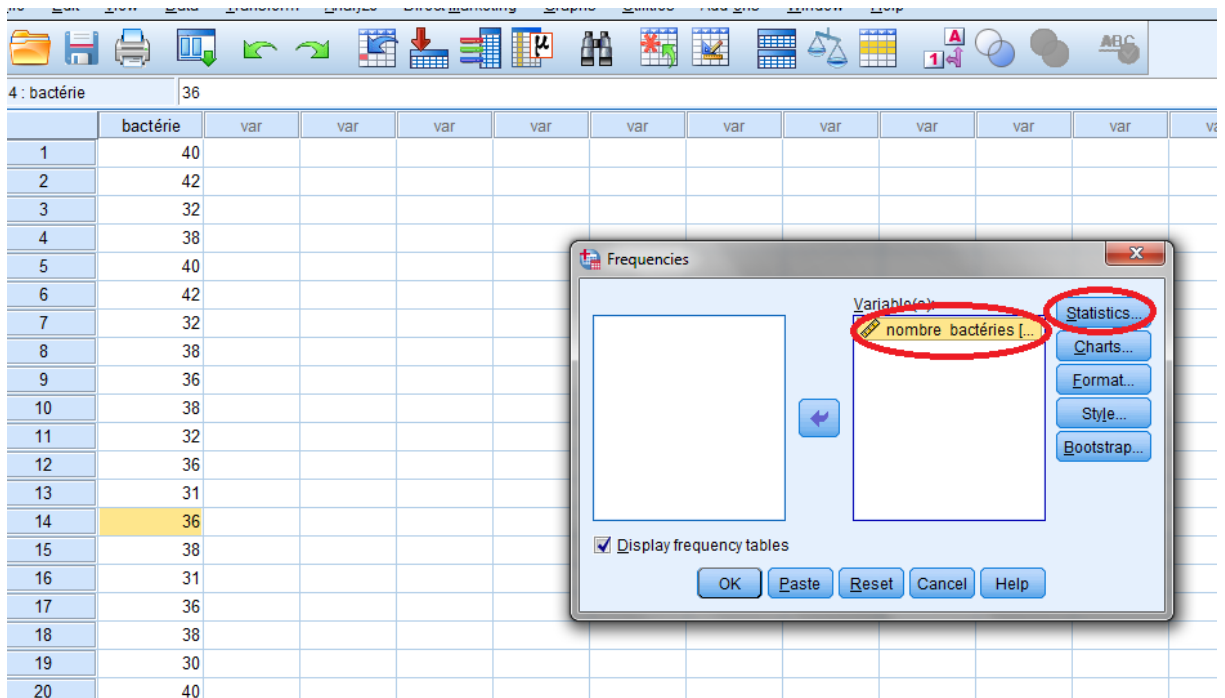 4 : bactérie 36
bactérie var var var var var var var var var var
1 40
2 42
3 32
4 38
5 40
6 42
7 32
8 38
9 36
10 38
11 32
12 36
13 31
14 36
15 38
16 31
17 36
18 38
19 30
20 40
Frequencies
Variable(s):
nombre bactéries [...
Statistics...
Charts...
Format...
Style...
Bootstrap...
Display frequency tables
OK Paste Reset Cancel Help